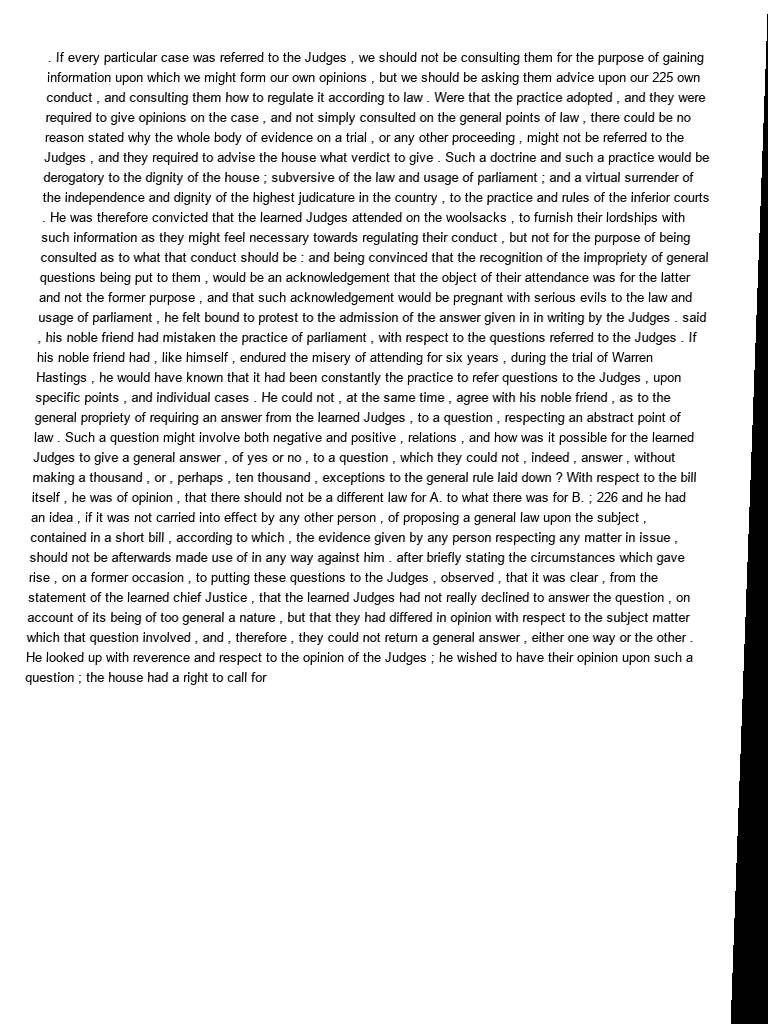 . If every particular case was referred to the Judges , we should not be consulting them for the purpose of gaining
information upon which we might form our own opinions , but we should be asking them advice upon our 225 own
conduct , and consulting them how to regulate it according to law . Were that the practice adopted , and they were
required to give opinions on the case , and not simply consulted on the general points of law , there could be no
reason stated why the whole body of evidence on a trial , or any other proceeding , might not be referred to the
Judges , and they required to advise the house what verdict to give . Such a doctrine and such a practice would be
derogatory to the dignity of the house ; subversive of the law and usage of parliament ; and a virtual surrender of
the independence and dignity of the highest judicature in the country , to the practice and rules of the inferior courts
. He was therefore convicted that the learned Judges attended on the woolsacks , to furnish their lordships with
such information as they might feel necessary towards regulating their conduct , but not for the purpose of being
consulted as to what that conduct should be : and being convinced that the recognition of the impropriety of general
questions being put to them , would be an acknowledgement that the object of their attendance was for the latter
and not the former purpose , and that such acknowledgement would be pregnant with serious evils to the law and
usage of parliament , he felt bound to protest to the admission of the answer given in in writing by the Judges . said
, his noble friend had mistaken the practice of parliament , with respect to the questions referred to the Judges . If
his noble friend had , like himself , endured the misery of attending for six years , during the trial of Warren
Hastings , he would have known that it had been constantly the practice to refer questions to the Judges , upon
specific points , and individual cases . He could not , at the same time , agree with his noble friend , as to the
general propriety of requiring an answer from the learned Judges , to a question , respecting an abstract point of
law . Such a question might involve both negative and positive , relations , and how was it possible for the learned
Judges to give a general answer , of yes or no , to a question , which they could not , indeed , answer , without
making a thousand , or , perhaps , ten thousand , exceptions to the general rule laid down ? With respect to the bill
itself , he was of opinion , that there should not be a different law for A. to what there was for B. ; 226 and he had
an idea , if it was not carried into effect by any other person , of proposing a general law upon the subject ,
contained in a short bill , according to which , the evidence given by any person respecting any matter in issue ,
should not be afterwards made use of in any way against him . after briefly stating the circumstances which gave
rise , on a former occasion , to putting these questions to the Judges , observed , that it was clear , from the
statement of the learned chief Justice , that the learned Judges had not really declined to answer the question , on
account of its being of too general a nature , but that they had differed in opinion with respect to the subject matter
which that question involved , and , therefore , they could not return a general answer , either one way or the other .
He looked up with reverence and respect to the opinion of the Judges ; he wished to have their opinion upon such a
question ; the house had a right to call for